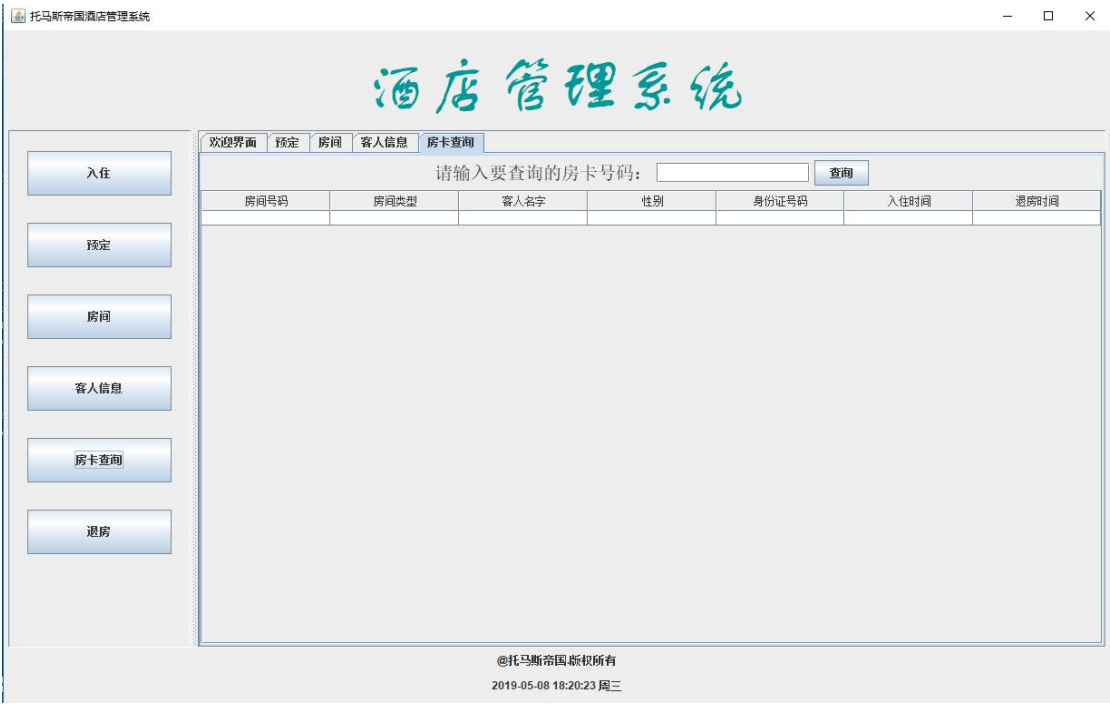 托马斯帝国酒店管理系统
酒店管理系统
欢迎界面 预定 房间 客人信息 房卡查询
请输入要查询的房卡号码： 查询
房间号码 房间类型 客人名字 性别 身份证号码 入住时间 退房时间
入住
预定
房间
客人信息
房卡查询
退房
@托马斯帝国.版权所有
2019-05-08 18:20:23 周三